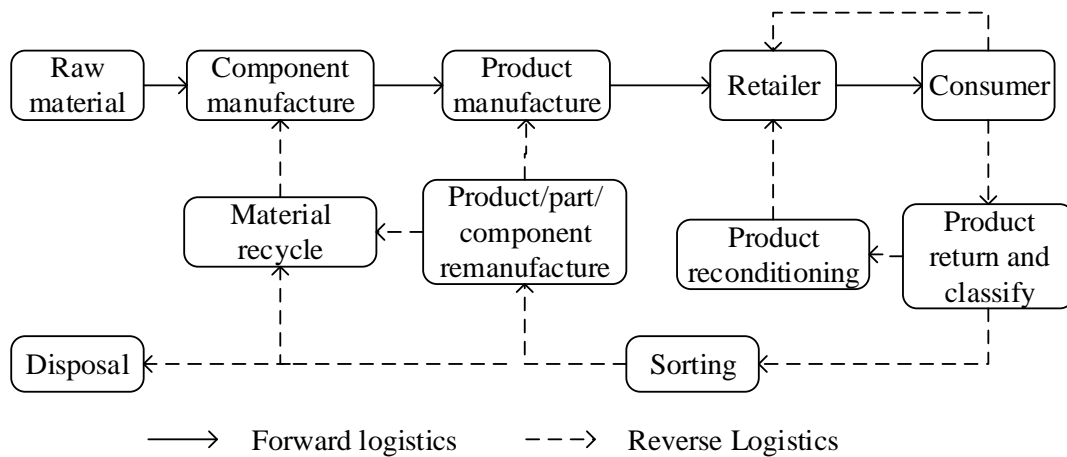 Raw
material
Component
manufacture
Product
manufacture
Retailer
Consumer
Material
recycle
Product/part/
component
remanufacture
Product
reconditioning
Product
return and
classify
Disposal
Sorting
Forward logistics
Reverse Logistics